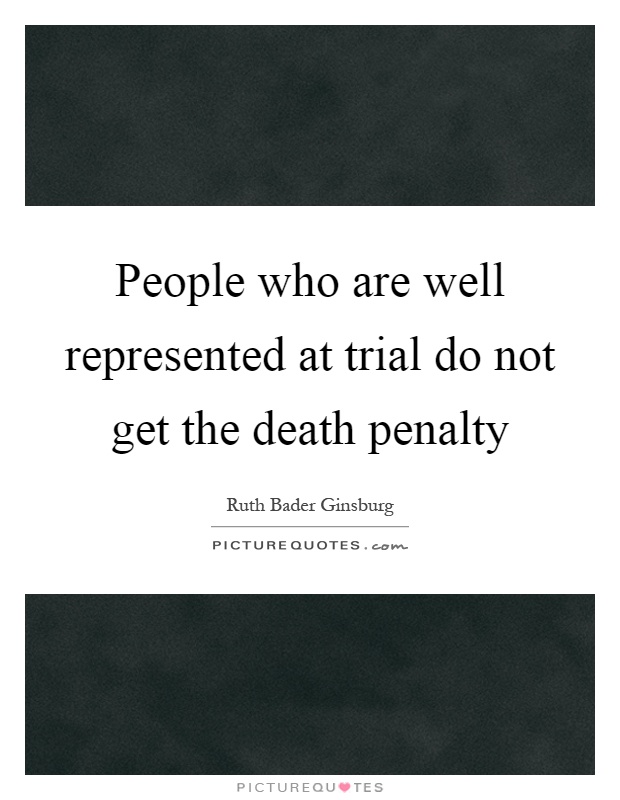 People who are well
represented at trial do not
get the death penalty
Ruth Bader Ginsburg
PICTUREQUOTES.com
PICTUREQUOTES